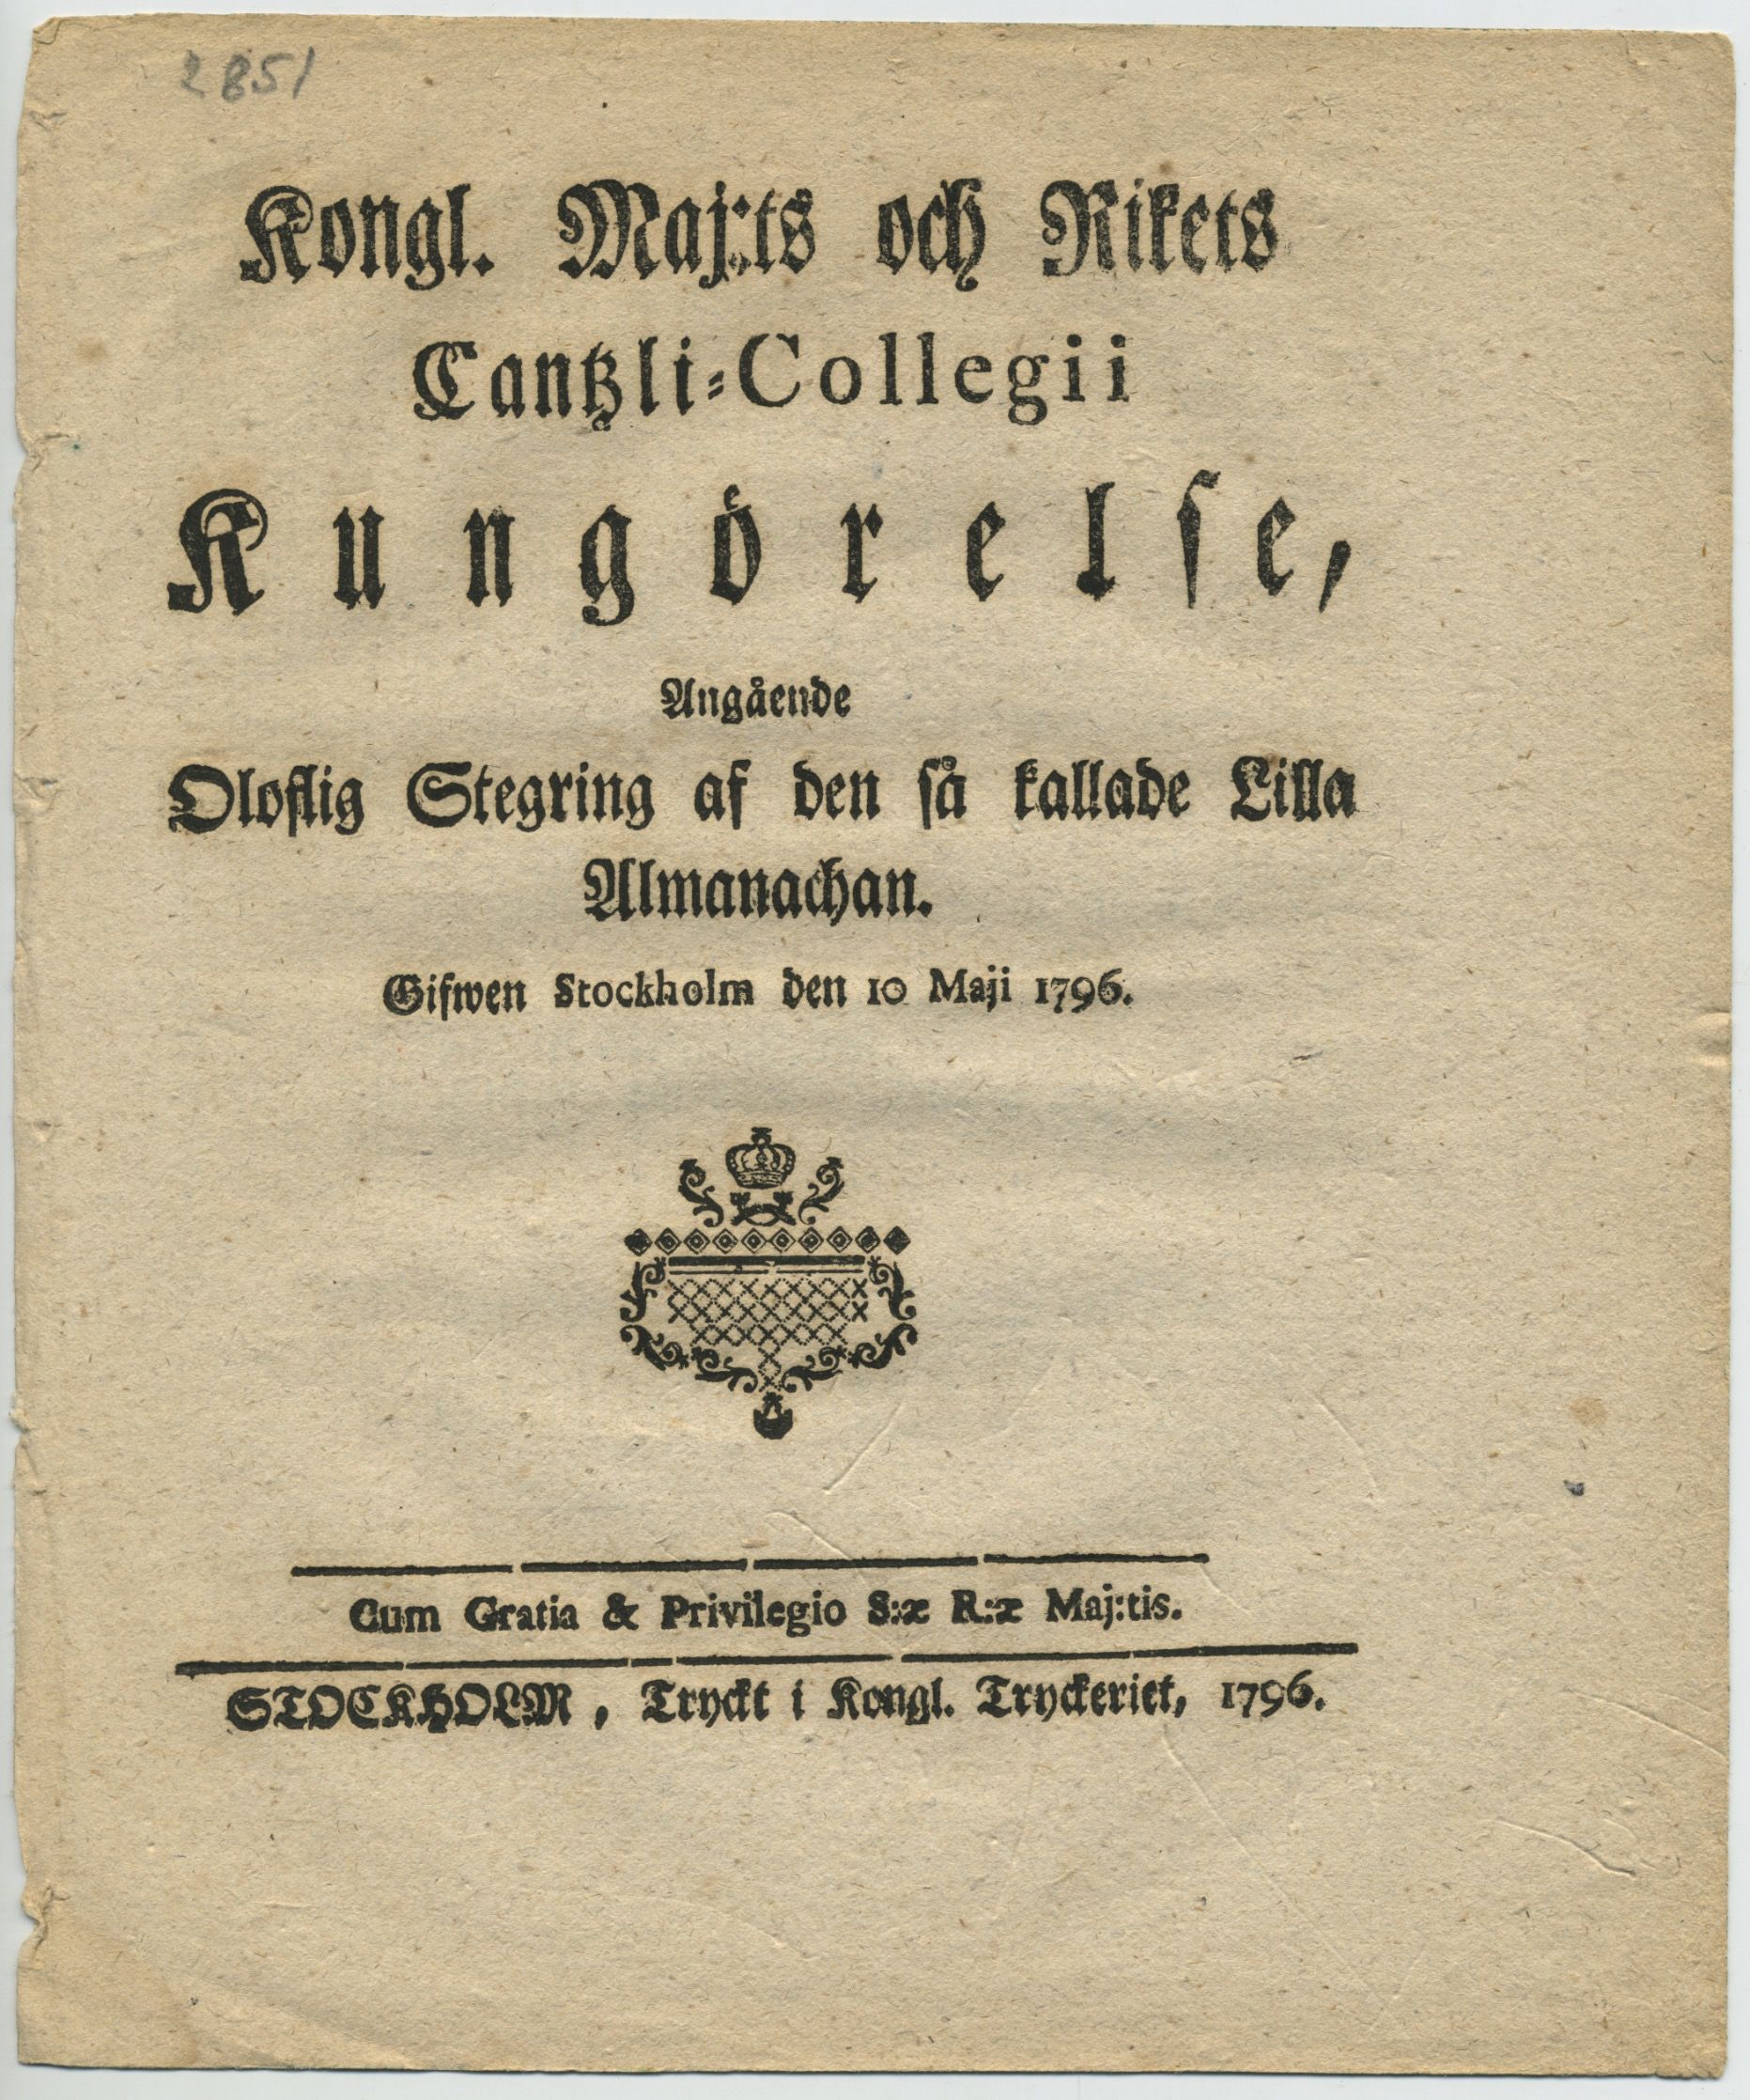 2851
Kongl. Maj:ts och Rikets
Cantzli-Collegii
Kungörelse,
Angående
Oloflig Stegring af den så kallade Lilla
Almanachan.
Gifwen Stockholm den 10 Maji 1796.
Cum Gratia & Privilegio S:æ R:æ Maj:tis.
STOCKHOLM, Tryckt i Kongl. Tryckeriet, 1796.